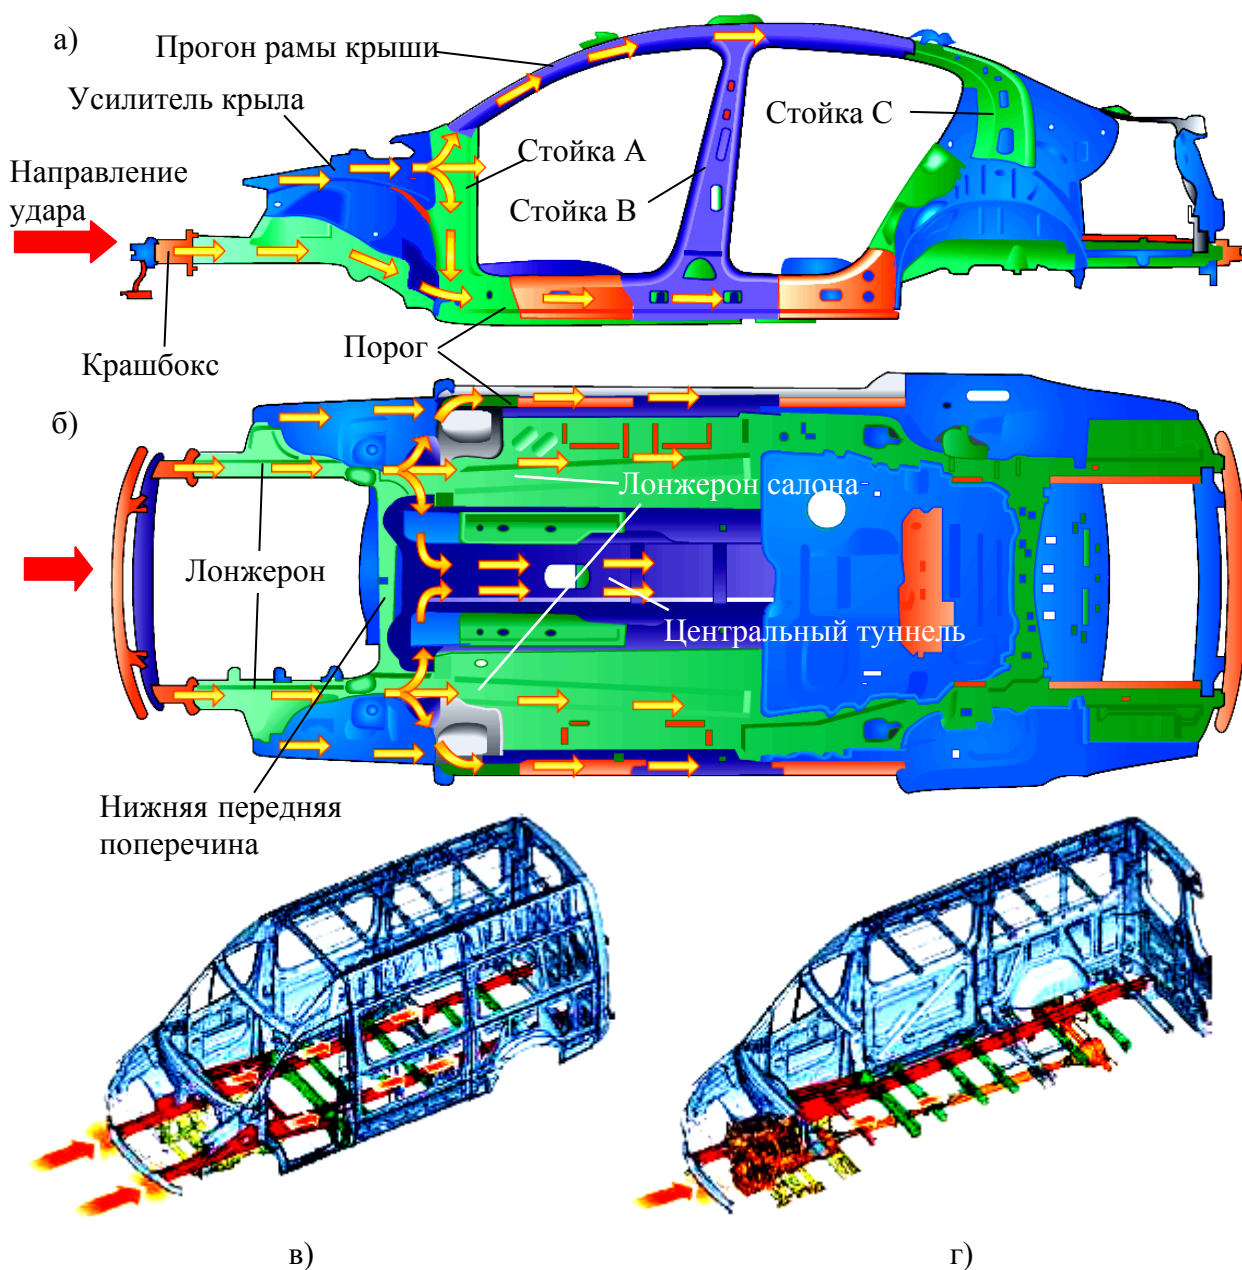 а)
Прогон рамы крыши
Усилитель крыла
Стойка С
Стойка А
Направление
удара
Стойка В
Порог
Крашбокс
б)
Лонжерон салона
Лонжерон
Центральный туннель
Нижняя передняя
поперечина
в)
г)